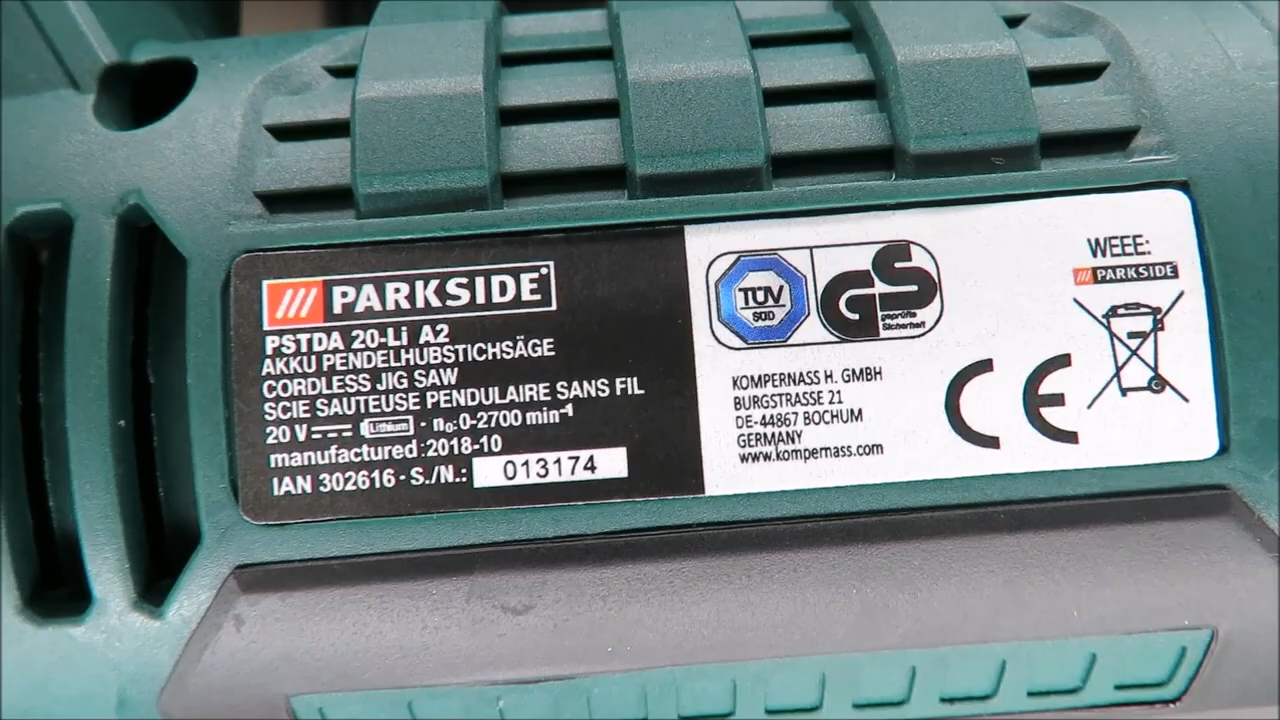 PARKSIDE
PSTDA 20-Li A2
AKKU PENDELHUBSTICHSÄGE
CORDLESS JIG SAW
SCIE SAUTEUSE PENDULAIRE SANS FIL
20 V Lithium · n₀:0-2700 min⁻¹
manufactured:2018-10
IAN 302616 · S./N.: 013174
TÜV
SÜD
GS
geprüfte
Sicherheit
KOMPERNASS H. GMBH
BURGSTRASSE 21
DE-44867 BOCHUM
GERMANY
www.kompernass.com
CE
WEEE:
PARKSIDE